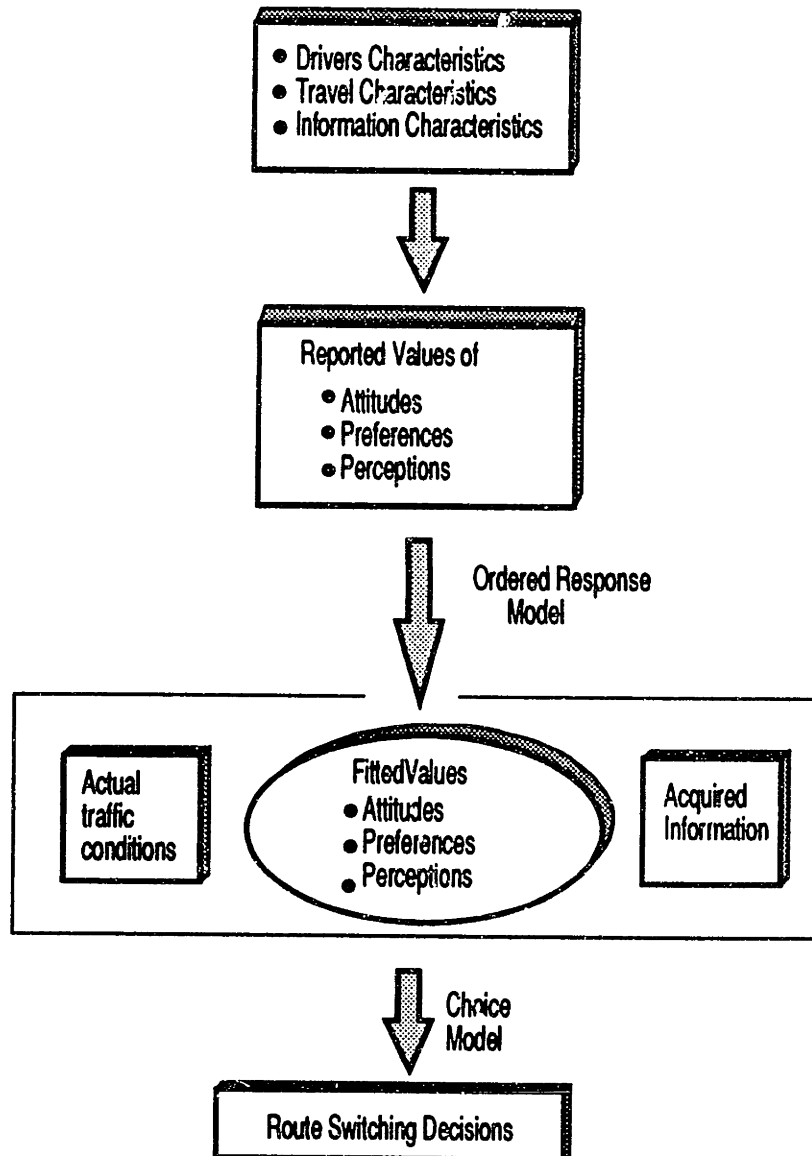 • Drivers Characteristics
• Travel Characteristics
• Information Characteristics
Reported Values of
• Attitudes
• Preferences
• Perceptions
Ordered Response
Model
Actual
traffic
conditions
FittedValues
• Attitudes
• Preferences
• Perceptions
Acquired
Information
Choice
Model
Route Switching Decisions